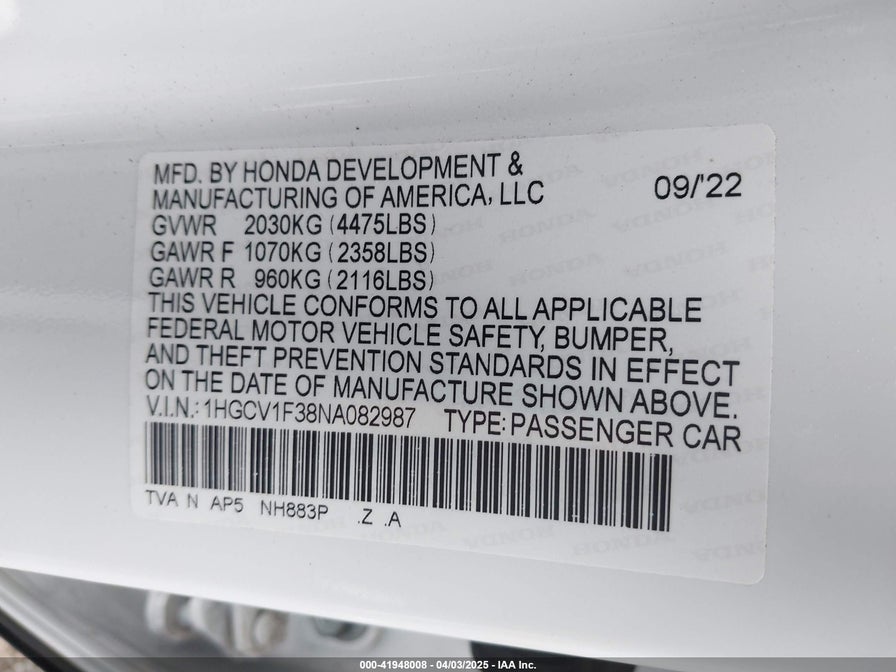 MFD. BY HONDA DEVELOPMENT &
MANUFACTURING OF AMERICA, LLC 09/'22
GVWR 2030KG (4475LBS)
GAWR F 1070KG (2358LBS)
GAWR R 960KG (2116LBS)
THIS VEHICLE CONFORMS TO ALL APPLICABLE
FEDERAL MOTOR VEHICLE SAFETY, BUMPER,
AND THEFT PREVENTION STANDARDS IN EFFECT
ON THE DATE OF MANUFACTURE SHOWN ABOVE.
V.I.N.: 1HGCV1F38NA082987 TYPE: PASSENGER CAR
TVA N AP5 NH883P .Z .A
000-41948008 - 04/03/2025 - IAA Inc.